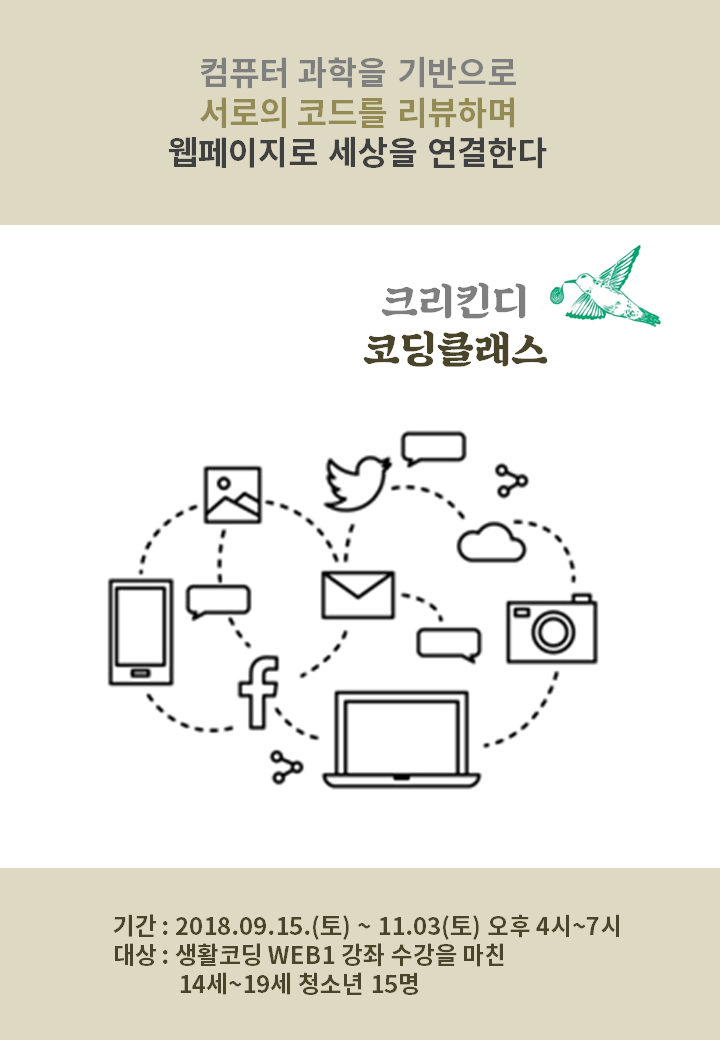 컴퓨터 과학을 기반으로
서로의 코드를 리뷰하며
웹페이지로 세상을 연결한다
크리킨디
코딩클래스
기간 : 2018.09.15.(토) ~ 11.03(토) 오후 4시~7시
대상 : 생활코딩 WEB1 강좌 수강을 마친
14세~19세 청소년 15명